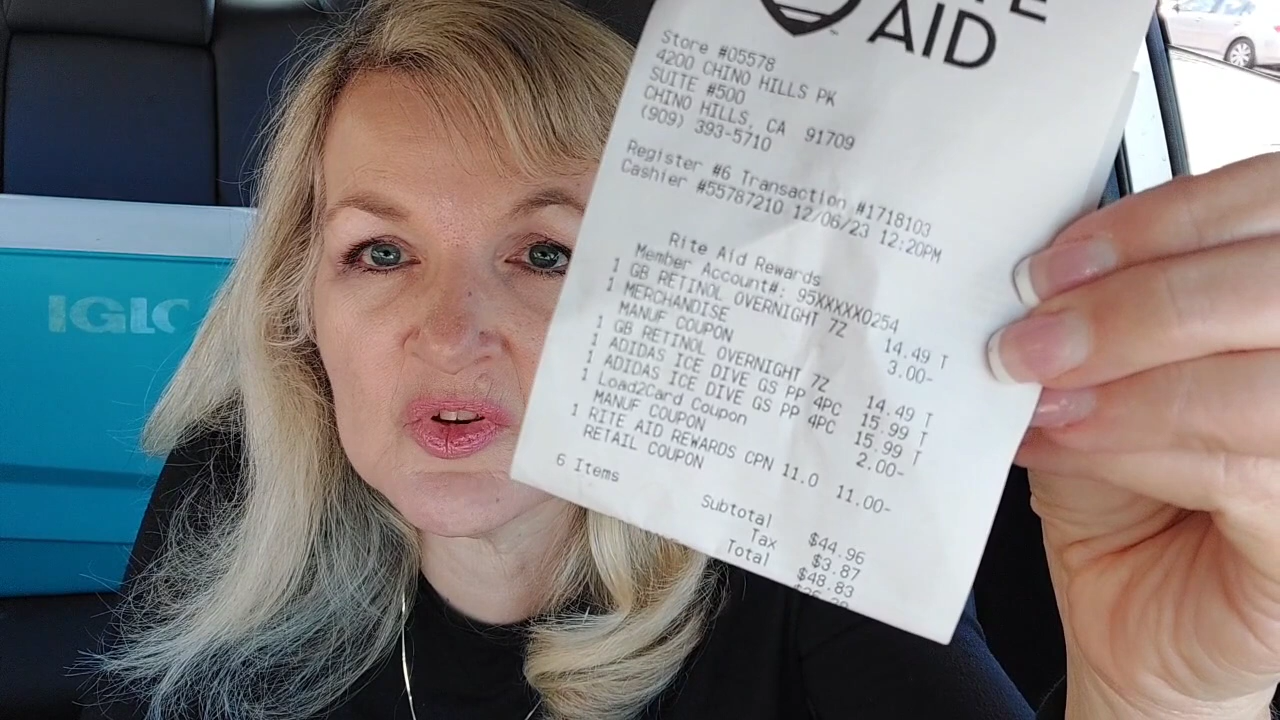 IGLO
AID
Store #05578
4200 CHINO HILLS PK
SUITE #500
CHINO HILLS, CA 91709
(909) 393-5710
Register #6 Transaction #1718103
Cashier #55787210 12/06/23 12:20PM
Rite Aid Rewards
Member Account#: 95XXXXX0254
1 GB RETINOL OVERNIGHT 7Z 14.49 T
1 MERCHANDISE 3.00-
MANUF COUPON
1 GB RETINOL OVERNIGHT 7Z 14.49 T
1 ADIDAS ICE DIVE GS PP 4PC 15.99 T
1 ADIDAS ICE DIVE GS PP 4PC 15.99 T
1 Load2Card Coupon 2.00-
MANUF COUPON
1 RITE AID REWARDS CPN 11.0 11.00-
RETAIL COUPON
6 Items
Subtotal $44.96
Tax $3.87
Total $48.83